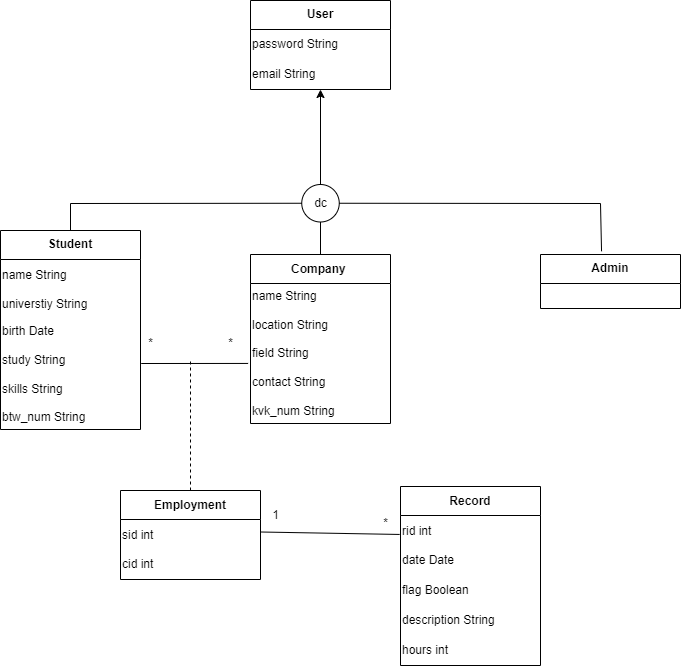 User
password String
email String
dc
Student
name String
universtiy String
birth Date
study String
skills String
btw_num String
*
*
Company
name String
location String
field String
contact String
kvk_num String
Admin
Employment
sid int
cid int
1
*
Record
rid int
date Date
flag Boolean
description String
hours int